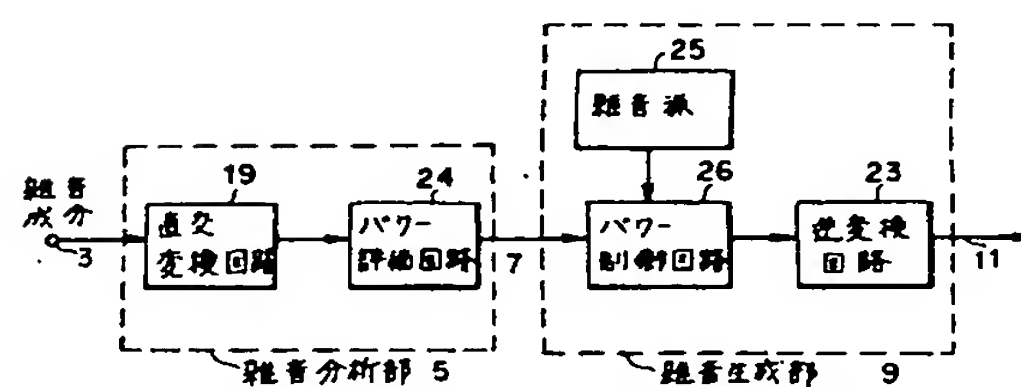 25
雑音源
雑音
成分
3
19
直交
変換回路
24
パワー
評価回路
7
26
パワー
制御回路
23
逆変換
回路
11
雑音分析部 5
雑音生成部 9